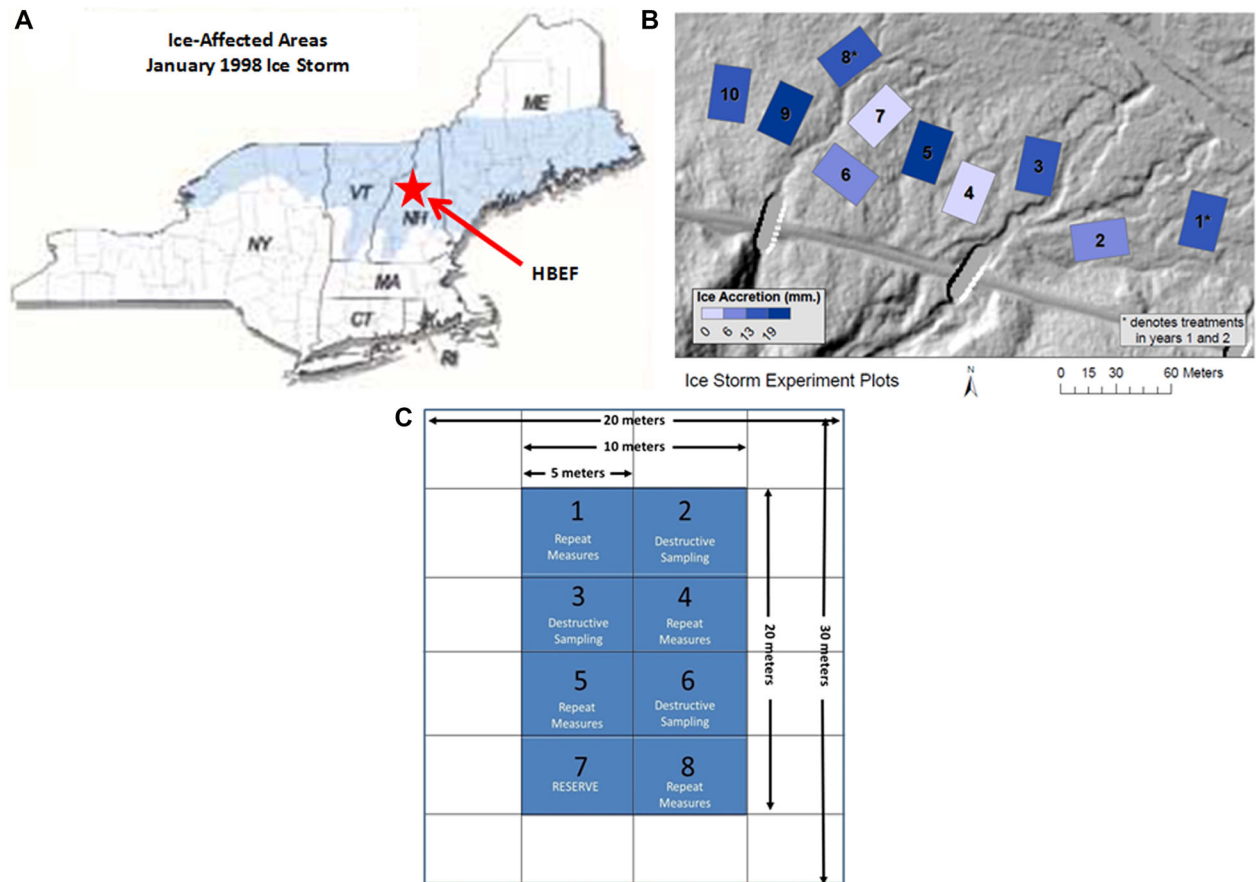 A
Ice-Affected Areas
January 1998 Ice Storm
ME
VT
NH
NY
MA
CT
RI
HBEF
B
8*
10
9
7
5
3
6
4
1*
2
Ice Accretion (mm.)
0 6 13 19
* denotes treatments
in years 1 and 2
Ice Storm Experiment Plots
N
0 15 30 60 Meters
C
20 meters
10 meters
5 meters
1
Repeat
Measures
2
Destructive
Sampling
3
Destructive
Sampling
4
Repeat
Measures
5
Repeat
Measures
6
Destructive
Sampling
7
RESERVE
8
Repeat
Measures
20 meters
30 meters